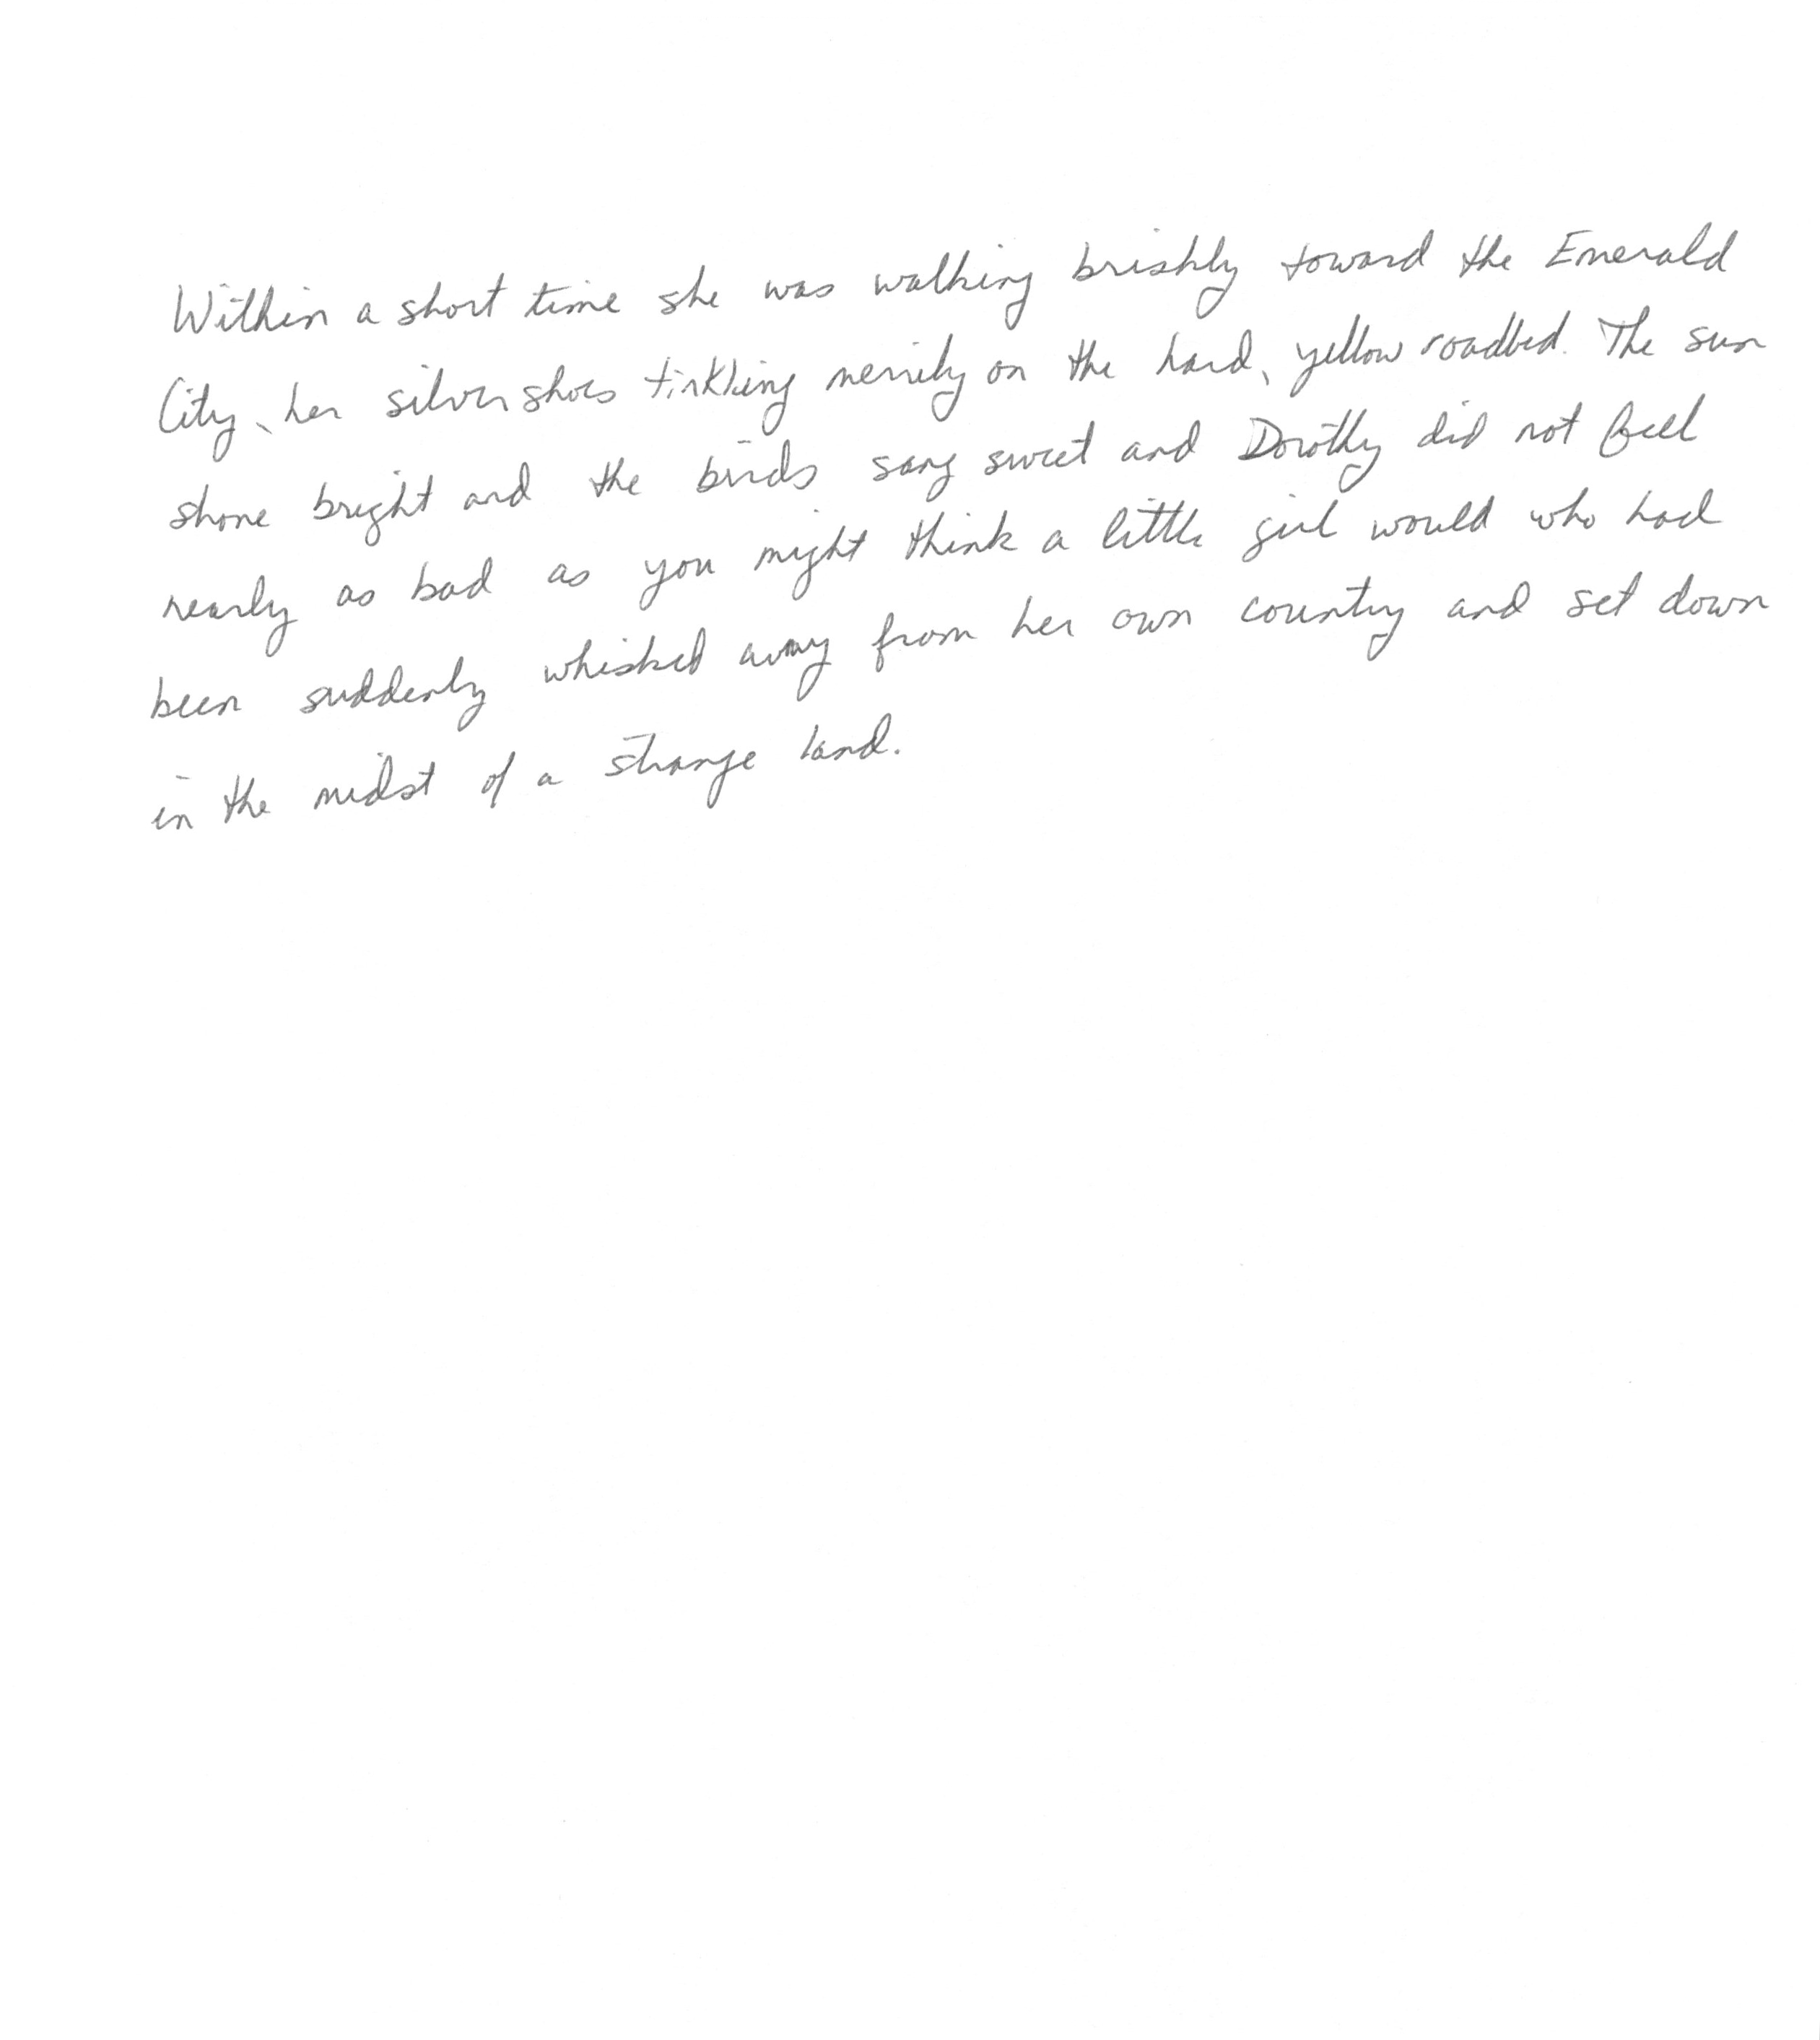 Within a short time she was walking briskly toward the Emerald
City, her silver shoes tinkling merrily on the hard, yellow roadbed. The sun
shone bright and the birds sang sweet and Dorothy did not feel
nearly as bad as you might think a little girl would who had
been suddenly whisked away from her own country and set down
in the midst of a strange land.